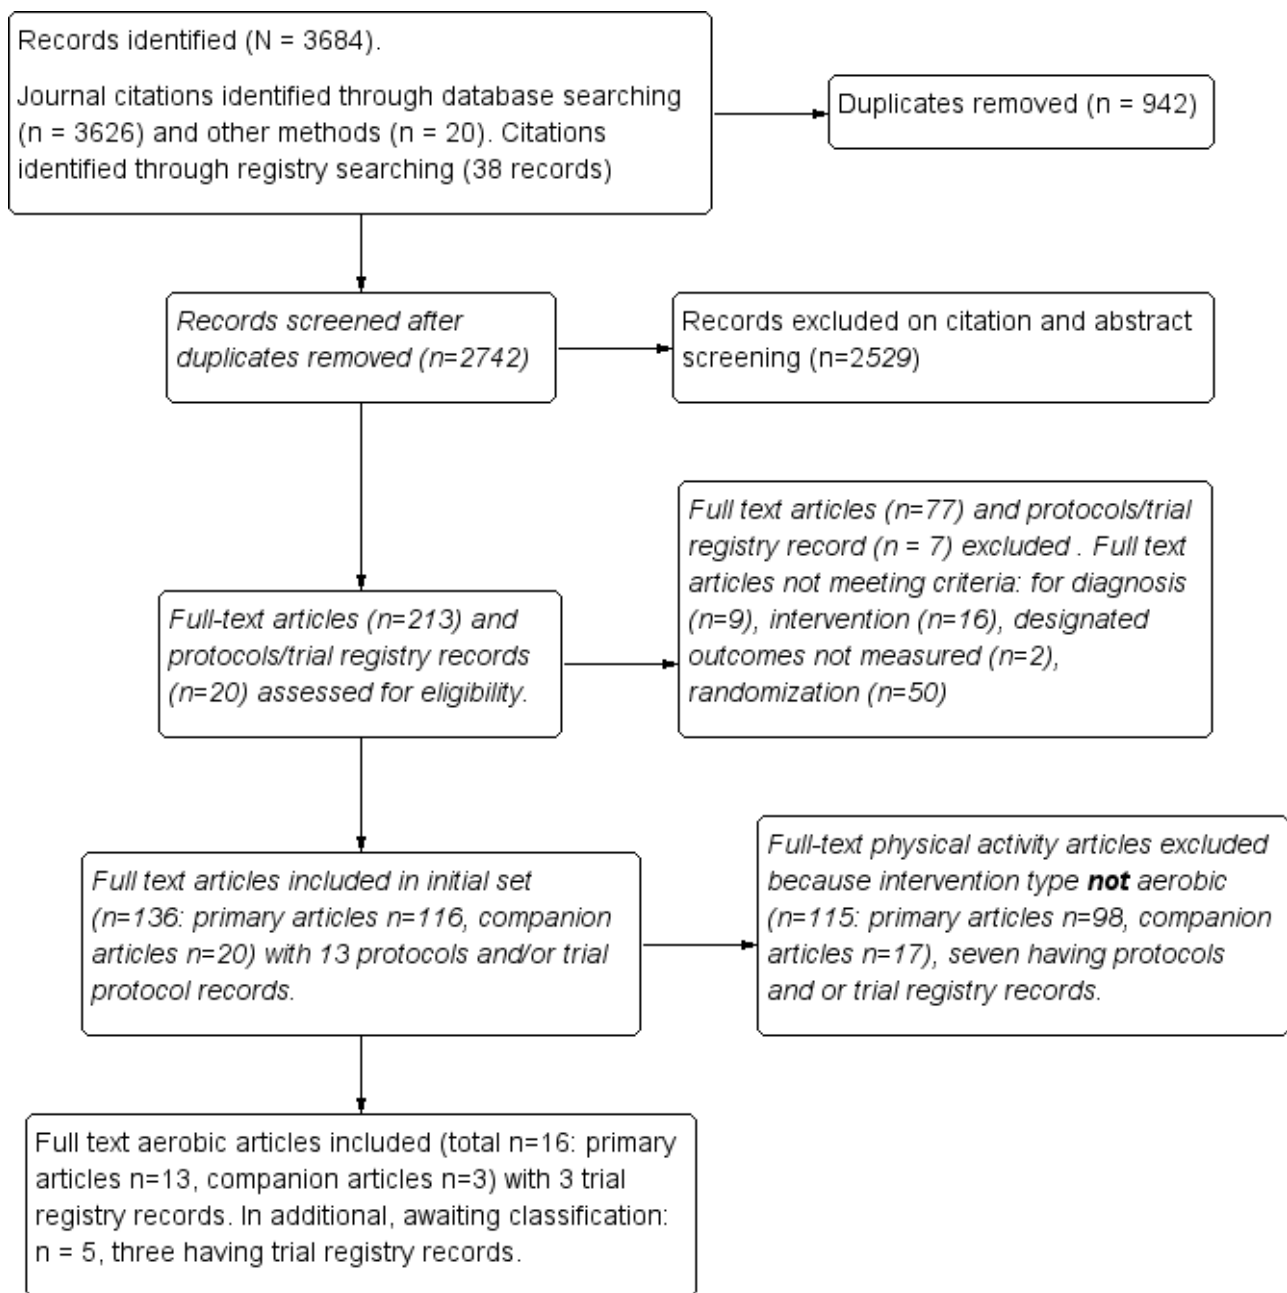 Records identified (N = 3684).
Journal citations identified through database searching
(n = 3626) and other methods (n = 20). Citations
identified through registry searching (38 records)
Duplicates removed (n = 942)
Records screened after
duplicates removed (n=2742)
Records excluded on citation and abstract
screening (n=2529)
Full text articles (n=77) and protocols/trial
registry record (n = 7) excluded . Full text
articles not meeting criteria: for diagnosis
(n=9), intervention (n=16), designated
outcomes not measured (n=2),
randomization (n=50)
Full-text articles (n=213) and
protocols/trial registry records
(n=20) assessed for eligibility.
Full text articles included in initial set
(n=136: primary articles n=116, companion
articles n=20) with 13 protocols and/or trial
protocol records.
Full-text physical activity articles excluded
because intervention type not aerobic
(n=115: primary articles n=98, companion
articles n=17), seven having protocols
and or trial registry records.
Full text aerobic articles included (total n=16: primary
articles n=13, companion articles n=3) with 3 trial
registry records. In additional, awaiting classification:
n = 5, three having trial registry records.